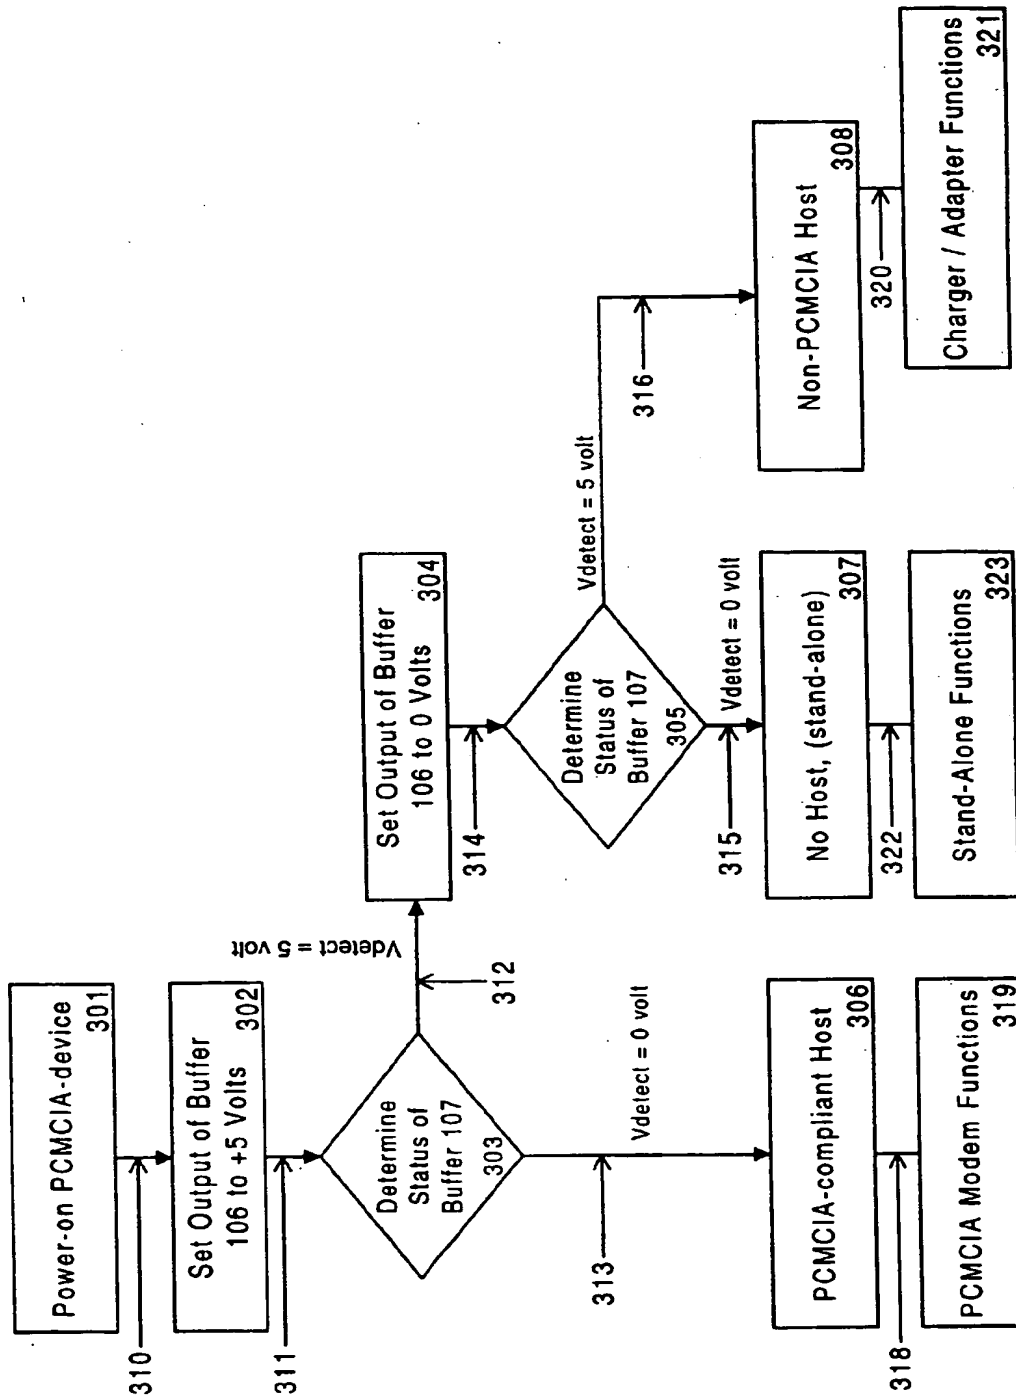 Power-on PCMCIA-device
301
310
Set Output of Buffer
106 to +5 Volts
302
311
Determine
Status of
Buffer 107
303
Vdetect = 5 volt
312
Vdetect = 0 volt
313
PCMCIA-compliant Host
306
318
PCMCIA Modem Functions
319
Set Output of Buffer
106 to 0 Volts
304
314
Determine
Status of
Buffer 107
305
Vdetect = 5 volt
316
Vdetect = 0 volt
315
No Host, (stand-alone)
307
322
Stand-Alone Functions
323
Non-PCMCIA Host
308
320
Charger / Adapter Functions
321